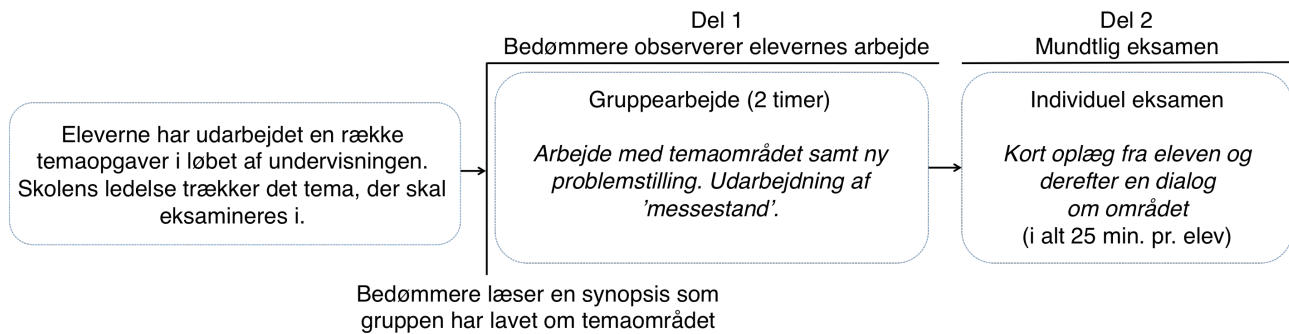 Eleverne har udarbejdet en række
temaopgaver i løbet af undervisningen.
Skolens ledelse trækker det tema, der skal
eksamineres i.
Del 1
Bedømmere observerer elevernes arbejde
Gruppearbejde (2 timer)
Arbejde med temaområdet samt ny
problemstilling. Udarbejdning af
’messestand’.
Bedømmere læser en synopsis som
gruppen har lavet om temaområdet
Del 2
Mundtlig eksamen
Individuel eksamen
Kort oplæg fra eleven og
derefter en dialog
om området
(i alt 25 min. pr. elev)